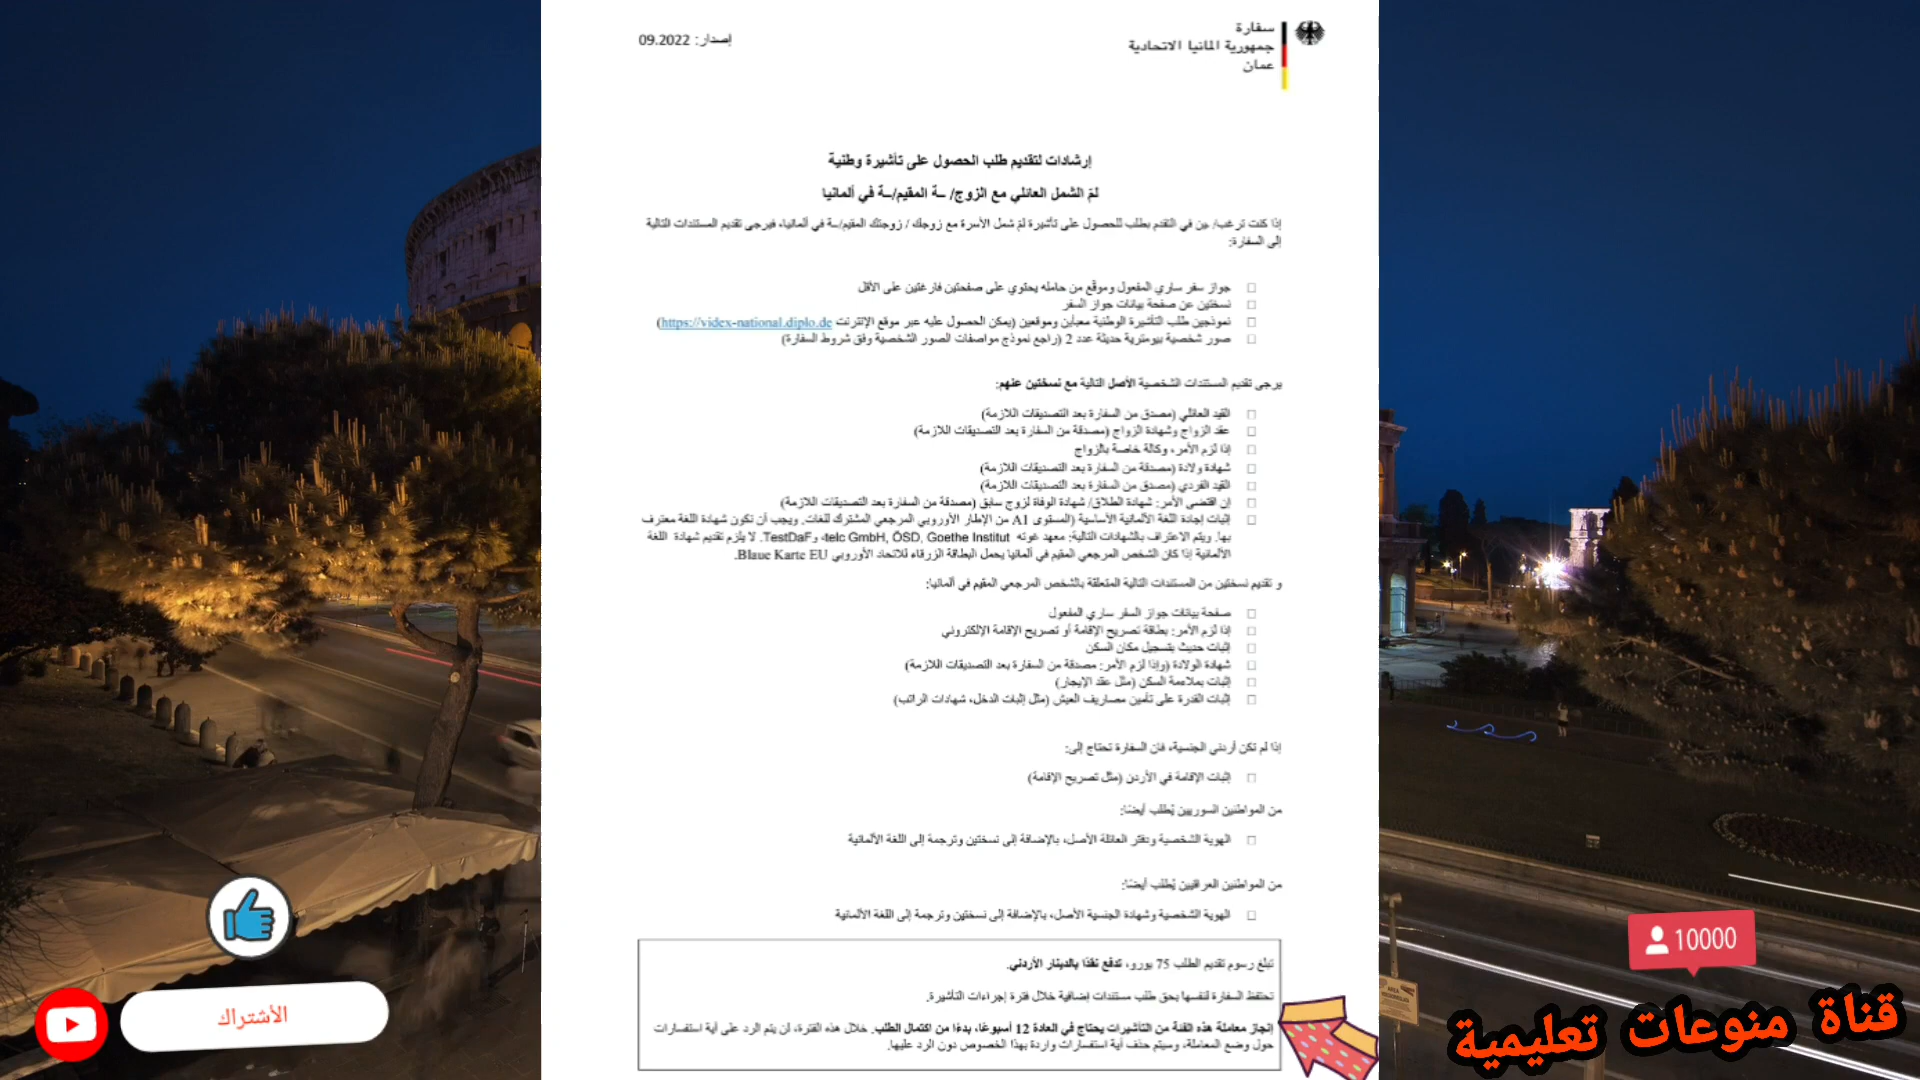 سفارة
جمهورية المانيا الاتحادية
عمان
إصدار: 09.2022
إرشادات لتقديم طلب الحصول على تأشيرة وطنية
لمّ الشمل العائلي مع الزوج/ ـة المقيم/ـة في ألمانيا
إذا كنت ترغب/ ين في التقدم بطلب للحصول على تأشيرة لمّ شمل الأسرة مع زوجك / زوجتك المقيم/ـة في ألمانيا، فيرجى تقديم المستندات التالية
إلى السفارة:
جواز سفر ساري المفعول وموقّع من حامله يحتوي على صفحتين فارغتين على الأقل
نسختين عن صفحة بيانات جواز السفر
نموذجين طلب التأشيرة الوطنية معبأين وموقعين (يمكن الحصول عليه عبر موقع الإنترنت https://videx-national.diplo.de)
صور شخصية بيومترية حديثة عدد 2 (راجع نموذج مواصفات الصور الشخصية وفق شروط السفارة)
يرجى تقديم المستندات الشخصية الأصل التالية مع نسختين عنهم:
القيد العائلي (مصدق من السفارة بعد التصديقات اللازمة)
عقد الزواج وشهادة الزواج (مصدقة من السفارة بعد التصديقات اللازمة)
إذا لزم الأمر، وكالة خاصة بالزواج
شهادة ولادة (مصدقة من السفارة بعد التصديقات اللازمة)
القيد الفردي (مصدق من السفارة بعد التصديقات اللازمة)
إن اقتضى الأمر: شهادة الطلاق/ شهادة الوفاة لزوج سابق (مصدقة من السفارة بعد التصديقات اللازمة)
إثبات إجادة اللغة الألمانية الأساسية (المستوى A1 من الإطار الأوروبي المرجعي المشترك للغات. ويجب أن تكون شهادة اللغة معترف
بها. ويتم الاعتراف بالشهادات التالية: معهد غوته telc GmbH, ÖSD, Goethe Institut، وTestDaF. لا يلزم تقديم شهادة اللغة
الألمانية إذا كان الشخص المرجعي المقيم في ألمانيا يحمل البطاقة الزرقاء للاتحاد الأوروبي Blaue Karte EU.
و تقديم نسختين من المستندات التالية المتعلقة بالشخص المرجعي المقيم في ألمانيا:
صفحة بيانات جواز السفر ساري المفعول
إذا لزم الأمر: بطاقة تصريح الإقامة أو تصريح الإقامة الإلكتروني
إثبات حديث بتسجيل مكان السكن
شهادة الولادة (وإذا لزم الأمر: مصدقة من السفارة بعد التصديقات اللازمة)
إثبات بملاءمة السكن (مثل عقد الإيجار)
إثبات القدرة على تأمين مصاريف العيش (مثل إثبات الدخل، شهادات الراتب)
إذا لم تكن أردني الجنسية، فان السفارة تحتاج إلى:
إثبات الإقامة في الأردن (مثل تصريح الإقامة)
من المواطنين السوريين يُطلب أيضًا:
الهوية الشخصية ودفتر العائلة الأصل، بالإضافة إلى نسختين وترجمة إلى اللغة الألمانية
من المواطنين العراقيين يُطلب أيضًا:
الهوية الشخصية وشهادة الجنسية الأصل، بالإضافة إلى نسختين وترجمة إلى اللغة الألمانية
تبلغ رسوم تقديم الطلب 75 يورو، تدفع نقدًا بالدينار الأردني.
تحتفظ السفارة لنفسها بحق طلب مستندات إضافية خلال فترة إجراءات التأشيرة.
إنجاز معاملة هذه الفئة من التأشيرات يحتاج في العادة 12 أسبوعًا، بدءًا من اكتمال الطلب. خلال هذه الفترة، لن يتم الرد على أية استفسارات
حول وضع المعاملة، وسيتم حذف أية استفسارات واردة بهذا الخصوص دون الرد عليها.
الأشتراك
10000
قناة منوعات تعليمية